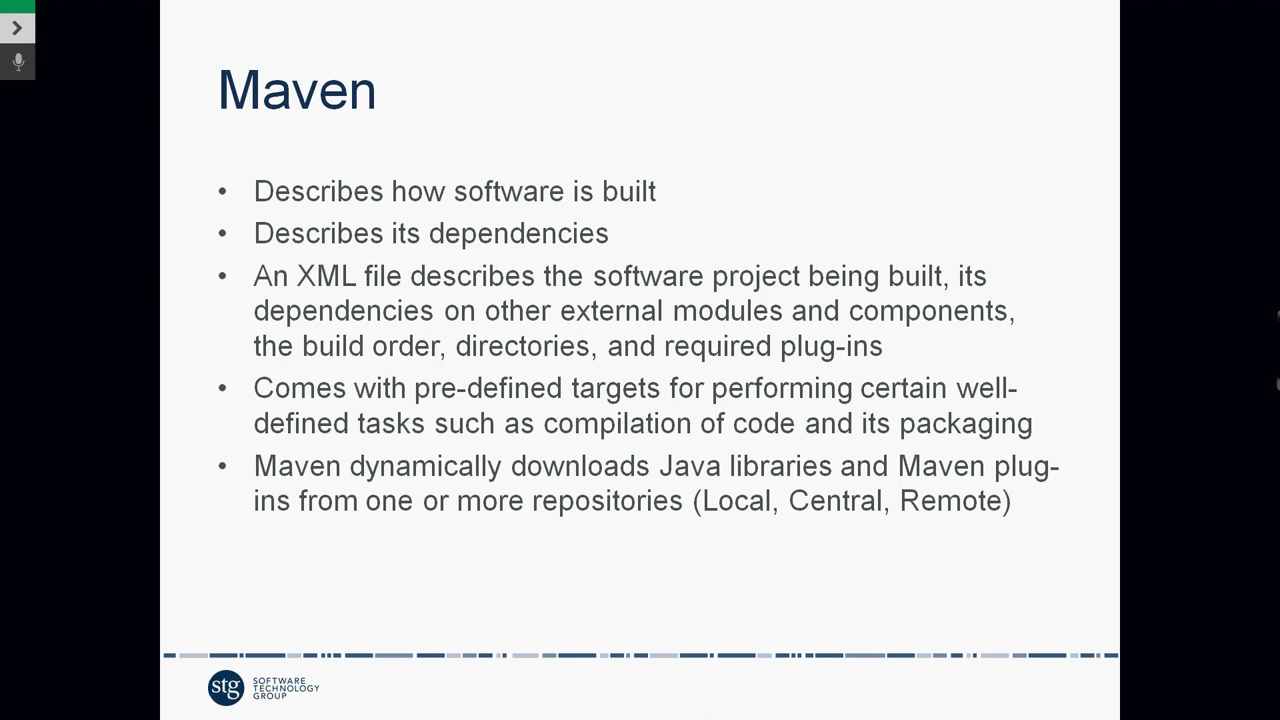 Maven
• Describes how software is built
• Describes its dependencies
• An XML file describes the software project being built, its
dependencies on other external modules and components,
the build order, directories, and required plug-ins
• Comes with pre-defined targets for performing certain well-
defined tasks such as compilation of code and its packaging
• Maven dynamically downloads Java libraries and Maven plug-
ins from one or more repositories (Local, Central, Remote)
stg
SOFTWARE
TECHNOLOGY
GROUP